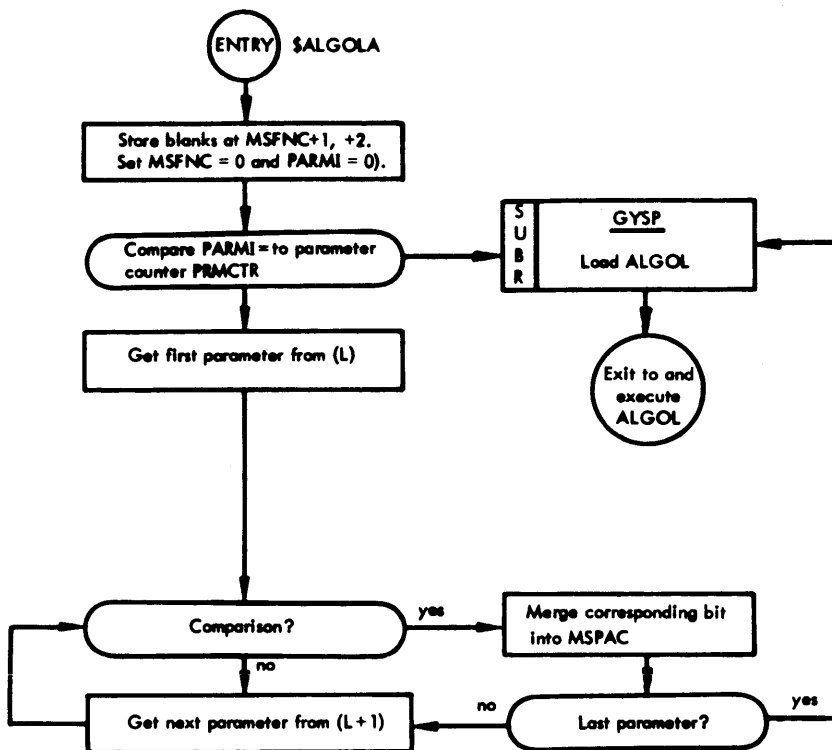 ENTRY $ALGOLA
Store blanks at MSFNC+1, +2.
Set MSFNC = 0 and PARMI = 0).
Compare PARMI = to parameter
counter PRMCTR
SUBR
GYSP
Load ALGOL
Get first parameter from (L)
Exit to and
execute
ALGOL
Comparison?
yes
no
Merge corresponding bit
into MSPAC
Get next parameter from (L + 1)
no
Last parameter?
yes